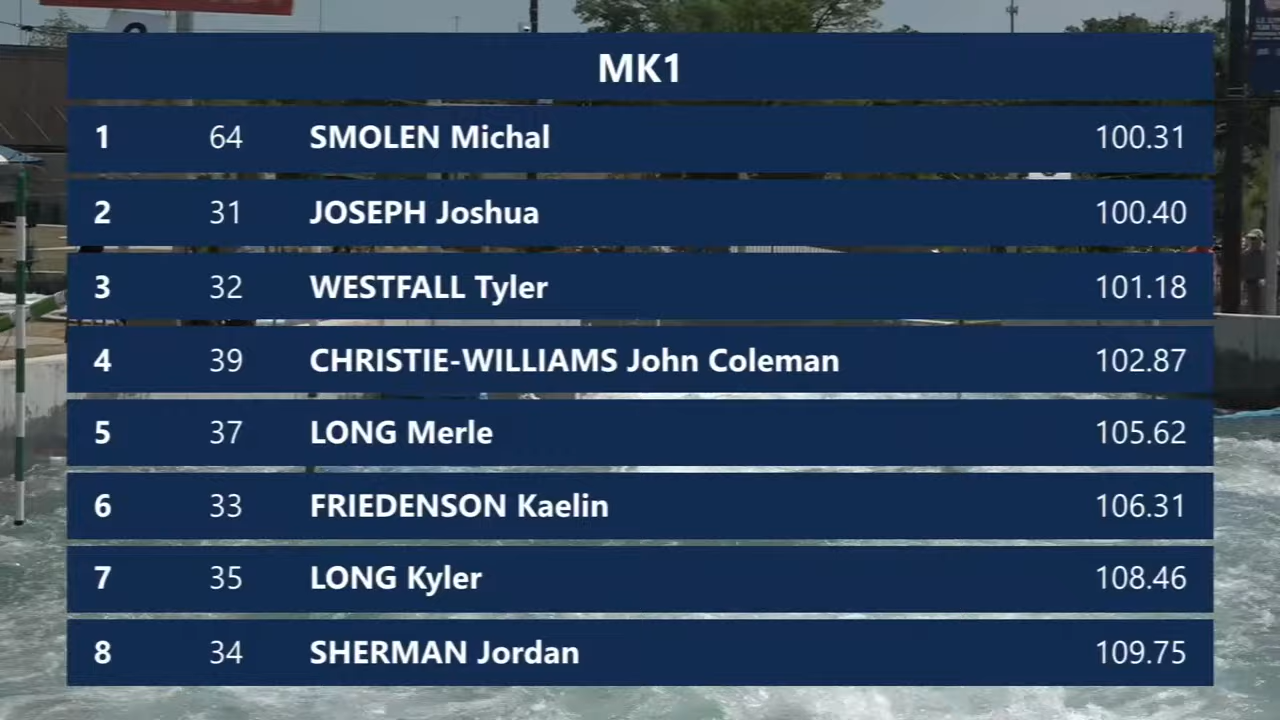 MK1
1 64 SMOLEN Michal 100.31
2 31 JOSEPH Joshua 100.40
3 32 WESTFALL Tyler 101.18
4 39 CHRISTIE-WILLIAMS John Coleman 102.87
5 37 LONG Merle 105.62
6 33 FRIEDENSON Kaelin 106.31
7 35 LONG Kyler 108.46
8 34 SHERMAN Jordan 109.75